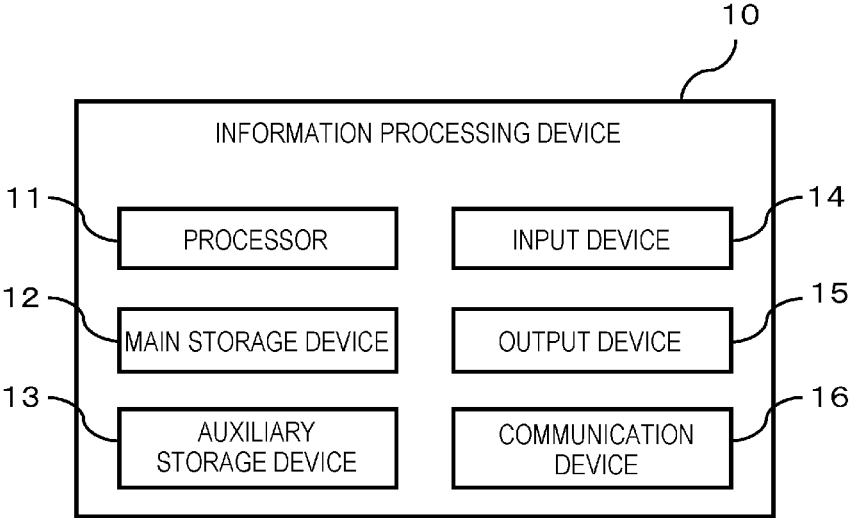 10
INFORMATION PROCESSING DEVICE
11
PROCESSOR
INPUT DEVICE
14
12
MAIN STORAGE DEVICE
OUTPUT DEVICE
15
13
AUXILIARY
STORAGE DEVICE
COMMUNICATION
DEVICE
16